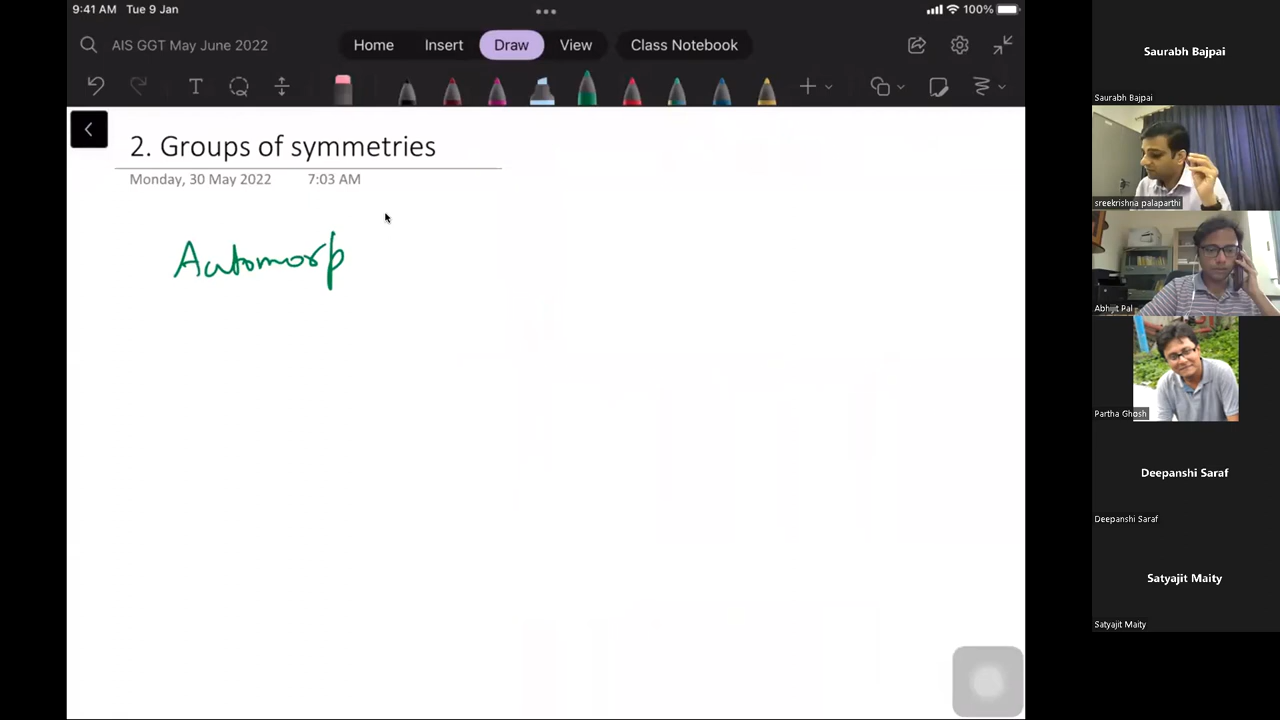 9:41 AM Tue 9 Jan
100%
AIS GGT May June 2022
Home Insert Draw View Class Notebook
T
2. Groups of symmetries
Monday, 30 May 2022 7:03 AM
Automorp
Saurabh Bajpai
Saurabh Bajpai
sreekrishna palaparthi
Abhijit Pal
Partha Ghosh
Deepanshi Saraf
Deepanshi Saraf
Satyajit Maity
Satyajit Maity